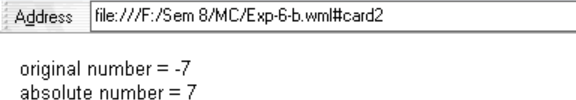 Address file:///F:/Sem 8/MC/Exp-6-b.wml#card2
original number = -7
absolute number = 7